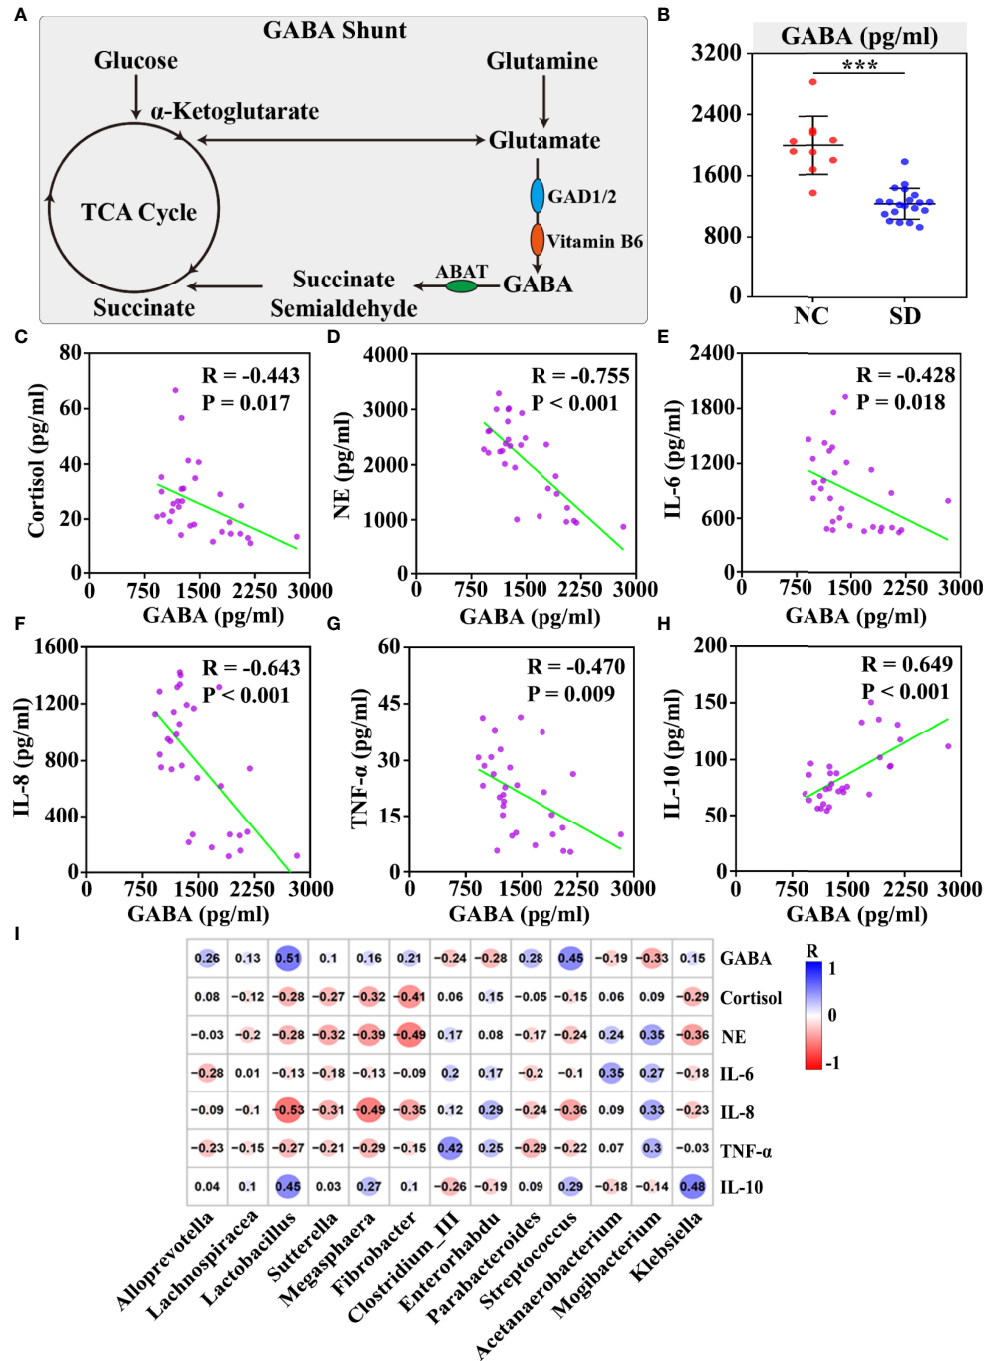 A
GABA Shunt
Glucose
Glutamine
α-Ketoglutarate
Glutamate
TCA Cycle
GAD1/2
Vitamin B6
ABAT
GABA
Succinate
Semialdehyde
Succinate
B
GABA (pg/ml)
***
3200
2400
1600
800
0
NC SD
C
Cortisol (pg/ml)
80
60
40
20
0
R = -0.443
P = 0.017
0 750 1500 2250 3000
GABA (pg/ml)
D
NE (pg/ml)
4000
3000
2000
1000
0
R = -0.755
P < 0.001
0 750 1500 2250 3000
GABA (pg/ml)
E
IL-6 (pg/ml)
2400
1800
1200
600
0
R = -0.428
P = 0.018
0 750 1500 2250 3000
GABA (pg/ml)
F
IL-8 (pg/ml)
1600
1200
800
400
0
R = -0.643
P < 0.001
0 750 1500 2250 3000
GABA (pg/ml)
G
TNF-α (pg/ml)
60
45
30
15
0
R = -0.470
P = 0.009
0 750 1500 2250 3000
GABA (pg/ml)
H
IL-10 (pg/ml)
200
150
100
50
0
R = 0.649
P < 0.001
0 750 1500 2250 3000
GABA (pg/ml)
I
0.26 0.13 0.51 0.1 0.16 0.21 −0.24 −0.28 0.28 0.45 −0.19 −0.33 0.15 GABA
0.08 −0.12 −0.28 −0.27 −0.32 −0.41 0.06 0.15 −0.05 −0.15 0.06 0.09 −0.29 Cortisol
−0.03 −0.2 −0.28 −0.32 −0.39 −0.49 0.17 0.08 −0.17 −0.24 0.24 0.35 −0.36 NE
−0.28 0.01 −0.13 −0.18 −0.13 −0.09 0.2 0.17 −0.2 −0.1 0.35 0.27 −0.18 IL-6
−0.09 −0.1 −0.53 −0.31 −0.49 −0.35 0.12 0.29 −0.24 −0.36 0.09 0.33 −0.23 IL-8
−0.23 −0.15 −0.27 −0.21 −0.29 −0.15 0.42 0.25 −0.29 −0.22 0.07 0.3 −0.03 TNF-α
0.04 0.1 0.45 0.03 0.27 0.1 −0.26 −0.19 0.09 0.29 −0.18 −0.14 0.48 IL-10
Alloprevotella
Lachnospiracea
Lactobacillus
Sutterella
Megasphaera
Fibrobacter
Clostridium_III
Enterorhabdu
Parabacteroides
Streptococcus
Acetanaerobacterium
Mogibacterium
Klebsiella
R
1
0
-1